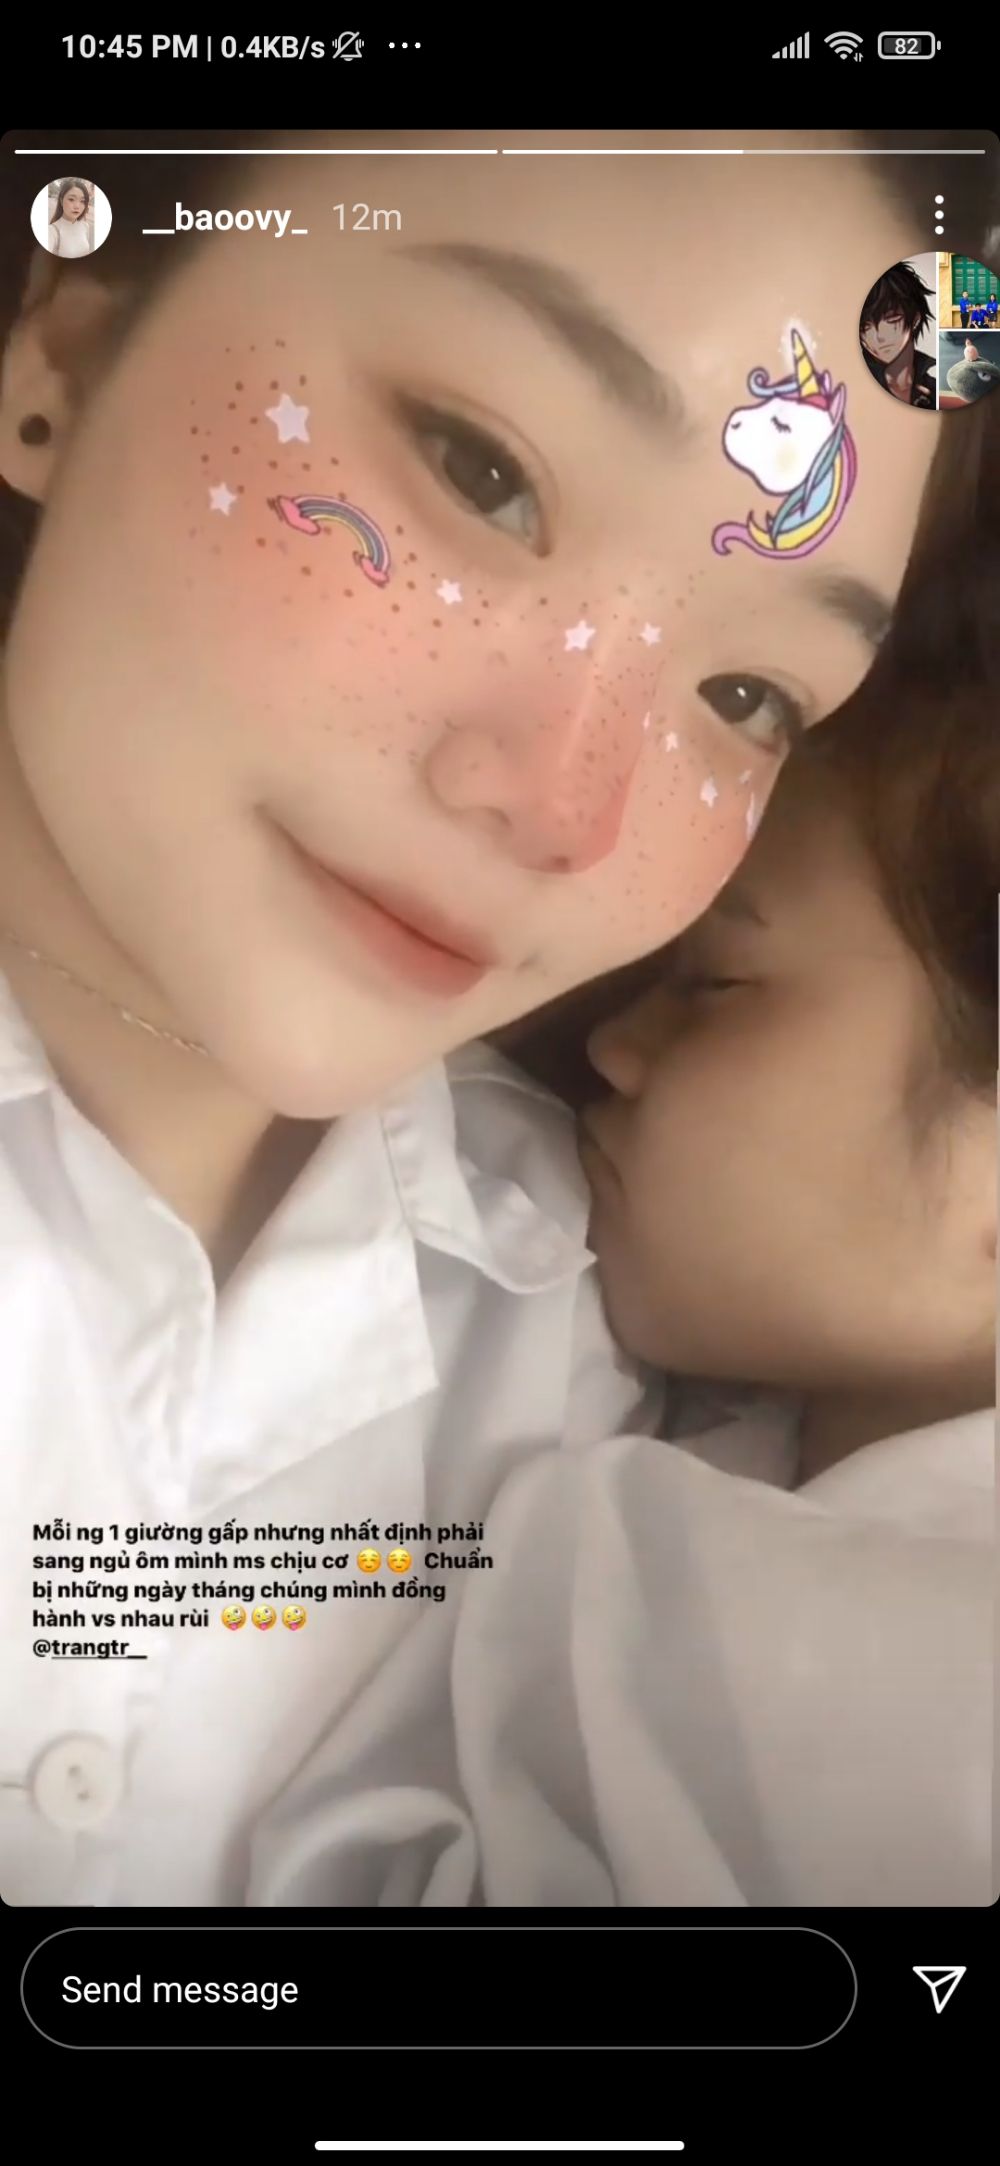 10:45 PM | 0.4KB/s
82
__baoovy_ 12m
Mỗi ng 1 giường gấp nhưng nhất định phải
sang ngủ ôm mình ms chịu cơ ☺️☺️ Chuẩn
bị những ngày tháng chúng mình đồng
hành vs nhau rùi 🤪🤪🤪
@trangtr__
Send message